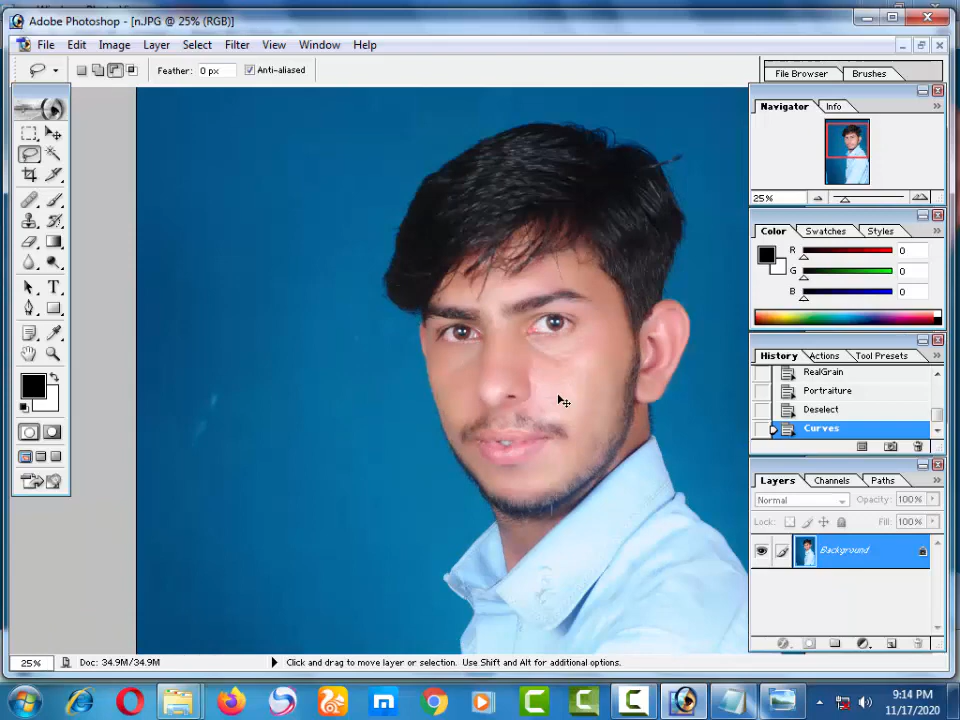 Adobe Photoshop - [n.JPG @ 25% (RGB)]
File Edit Image Layer Select Filter View Window Help
Feather: 0 px Anti-aliased
File Browser Brushes
Navigator Info
25%
Color Swatches Styles
R 0
G 0
B 0
History Actions Tool Presets
RealGrain
Portraiture
Deselect
Curves
Layers Channels Paths
Normal Opacity: 100%
Lock: Fill: 100%
Background
25% Doc: 34.9M/34.9M Click and drag to move layer or selection. Use Shift and Alt for additional options.
9:14 PM
11/17/2020